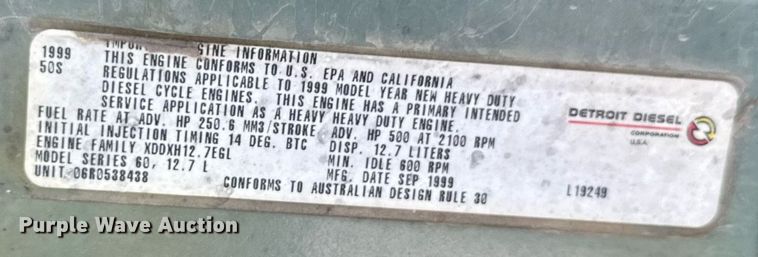 1999
50S
IMPORTANT ENGINE INFORMATION
THIS ENGINE CONFORMS TO U.S. EPA AND CALIFORNIA
REGULATIONS APPLICABLE TO 1999 MODEL YEAR NEW HEAVY DUTY
DIESEL CYCLE ENGINES. THIS ENGINE HAS A PRIMARY INTENDED
SERVICE APPLICATION AS A HEAVY HEAVY DUTY ENGINE.
FUEL RATE AT ADV. HP 250.6 MM3/STROKE ADV. HP 500 AT 2100 RPM
INITIAL INJECTION TIMING 14 DEG. BTC DISP. 12.7 LITERS
ENGINE FAMILY XDDXH12.7EGL MIN. IDLE 600 RPM
MODEL SERIES 60, 12.7 L MFG. DATE SEP 1999
UNIT 06R0538438 CONFORMS TO AUSTRALIAN DESIGN RULE 30
L19249
DETROIT DIESEL
CORPORATION
U.S.A.
Purple Wave Auction